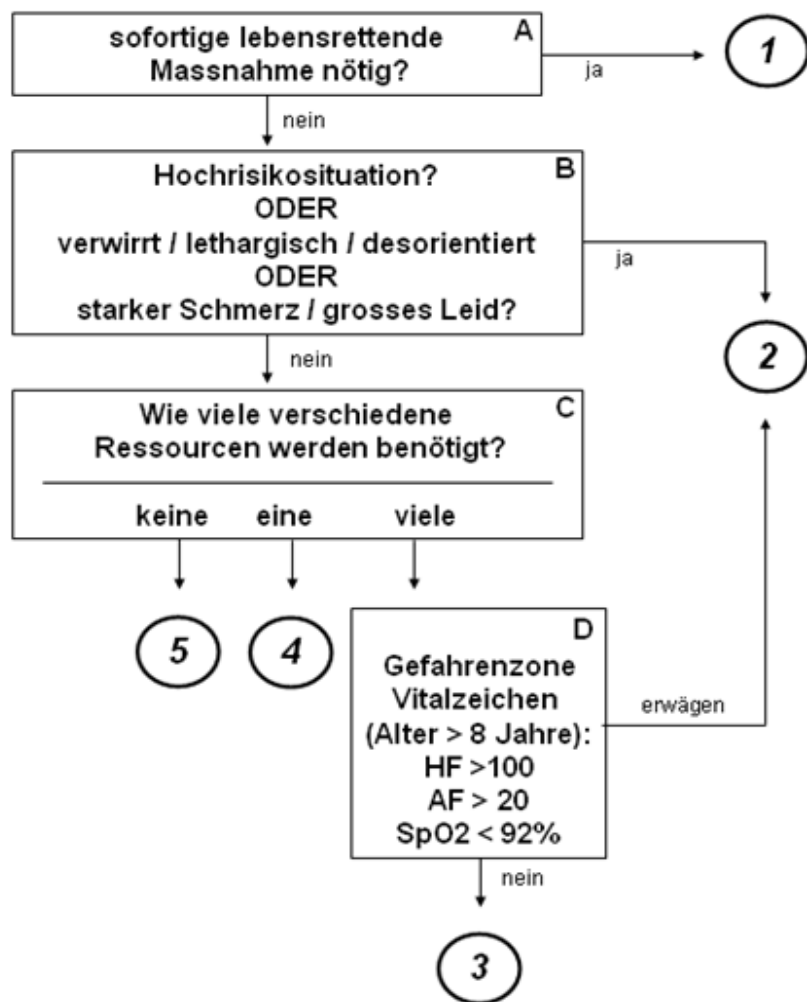 A
sofortige lebensrettende
Massnahme nötig?
ja
1
nein
B
Hochrisikosituation?
ODER
verwirrt / lethargisch / desorientiert
ODER
starker Schmerz / grosses Leid?
ja
2
nein
C
Wie viele verschiedene
Ressourcen werden benötigt?
keine eine viele
5 4
D
Gefahrenzone
Vitalzeichen
(Alter > 8 Jahre):
HF >100
AF > 20
SpO2 < 92%
erwägen
nein
3